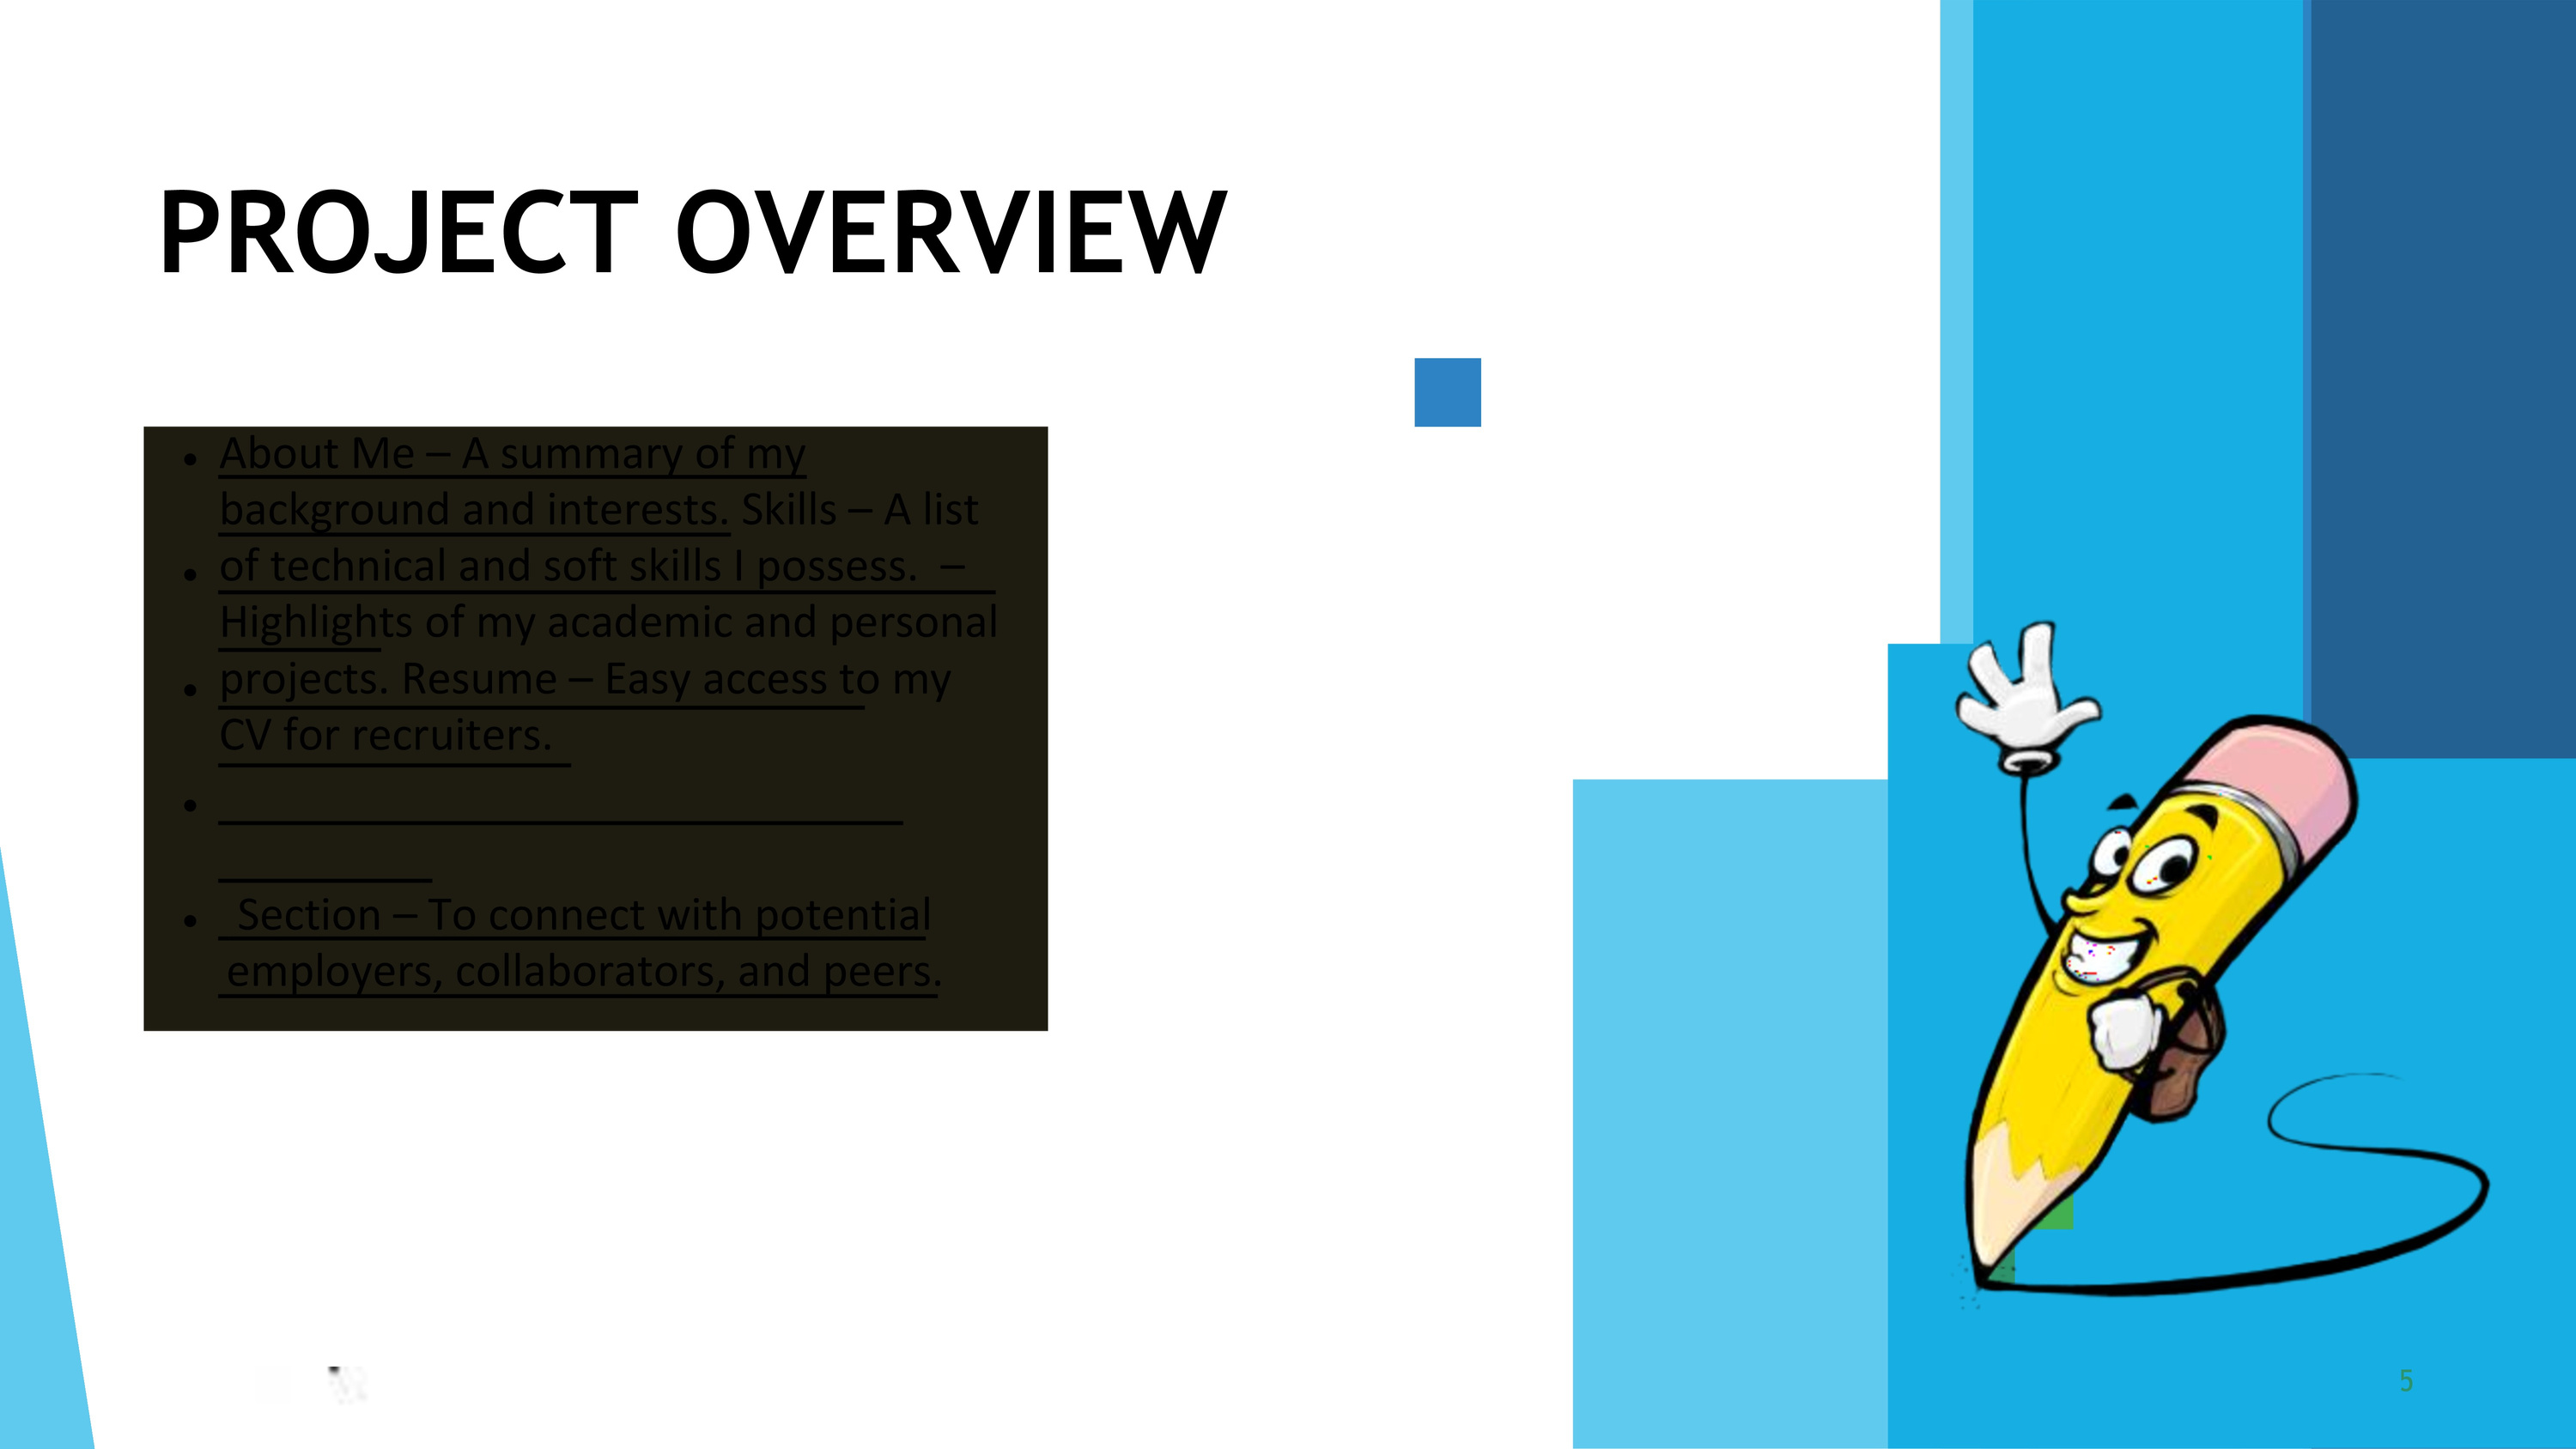 PROJECT OVERVIEW
• About Me – A summary of my
background and interests. Skills – A list
• of technical and soft skills I possess.  –
Highlights of my academic and personal
• projects. Resume – Easy access to my
CV for recruiters.
•
• Section – To connect with potential
employers, collaborators, and peers.
5